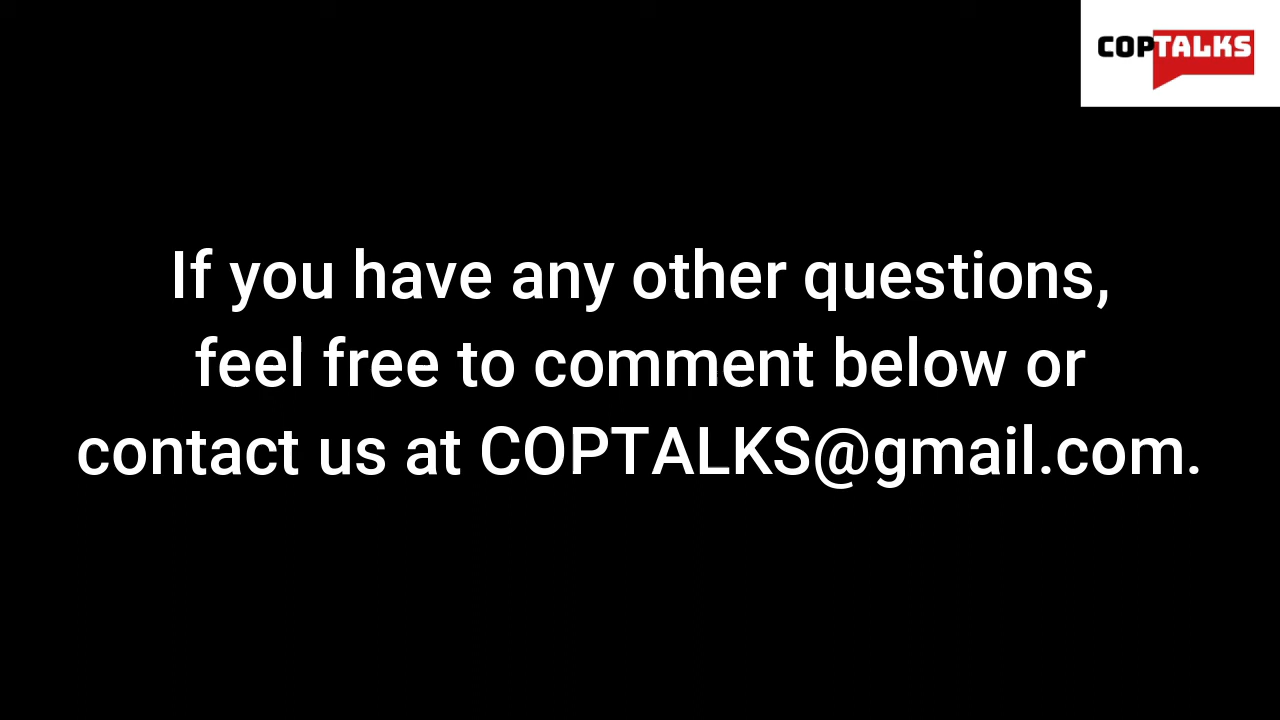 COPTALKS
If you have any other questions,
feel free to comment below or
contact us at COPTALKS@gmail.com.